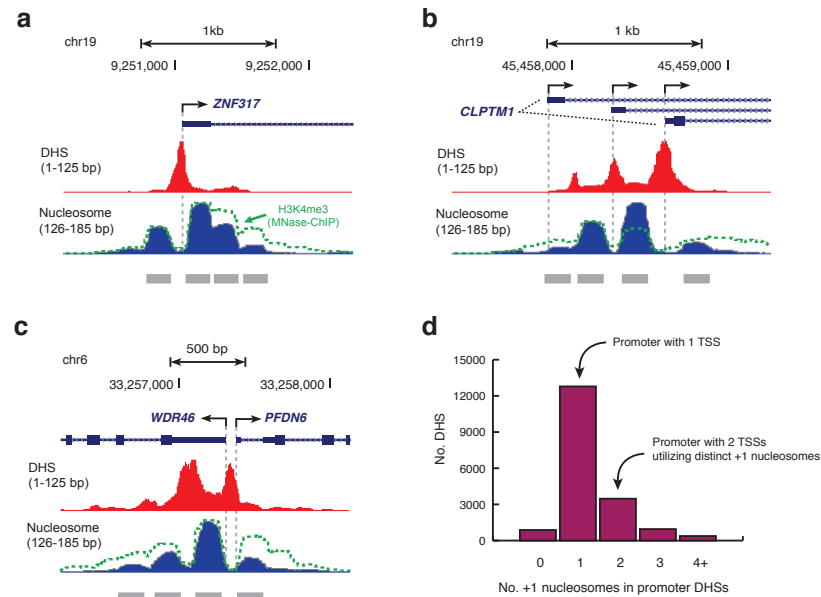 a
1kb
chr19
9,251,000
9,252,000
ZNF317
DHS
(1-125 bp)
Nucleosome
(126-185 bp)
H3K4me3
(MNase-ChIP)
b
1 kb
chr19
45,458,000
45,459,000
CLPTM1
DHS
(1-125 bp)
Nucleosome
(126-185 bp)
c
500 bp
chr6
33,257,000
33,258,000
WDR46
PFDN6
DHS
(1-125 bp)
Nucleosome
(126-185 bp)
d
Promoter with 1 TSS
Promoter with 2 TSSs
utilizing distinct +1 nucleosomes
No. DHS
15000
12000
9000
6000
3000
0
0 1 2 3 4+
No. +1 nucleosomes in promoter DHSs